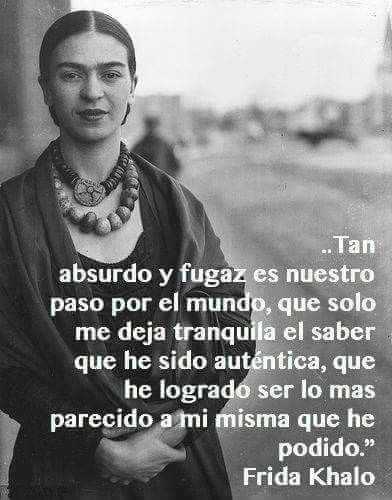 ..Tan
absurdo y fugaz es nuestro
paso por el mundo, que solo
me deja tranquila el saber
que he sido auténtica, que
he logrado ser lo mas
parecido a mi misma que he
podido.”
Frida Khalo